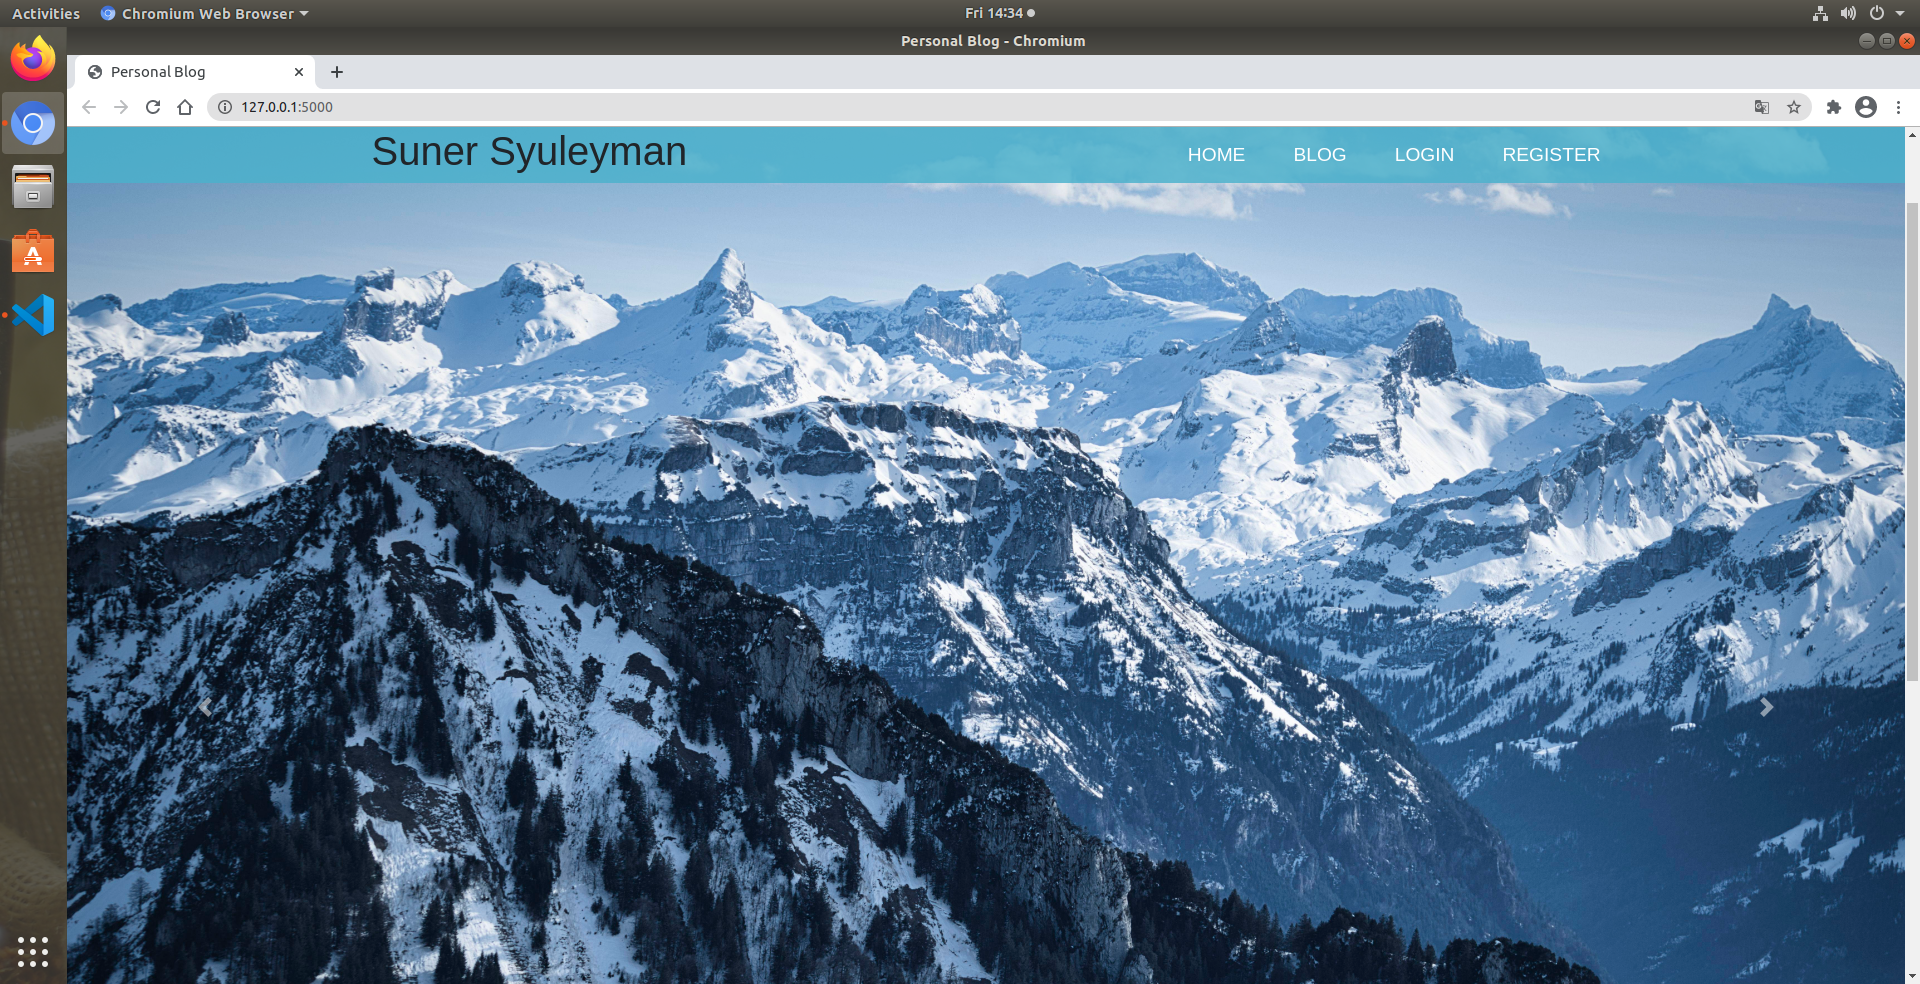 Activities
Chromium Web Browser
Fri 14:34
Personal Blog - Chromium
Personal Blog
127.0.0.1:5000
Suner Syuleyman
HOME BLOG LOGIN REGISTER